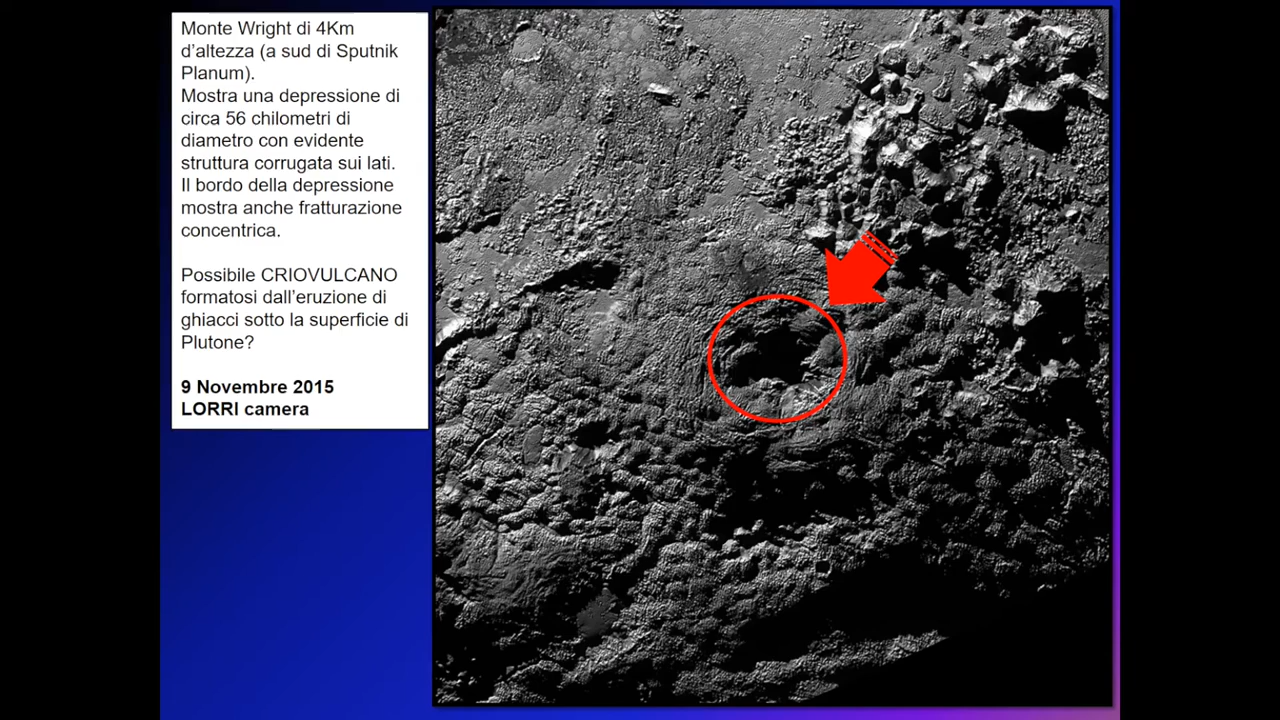 Monte Wright di 4Km
d'altezza (a sud di Sputnik
Planum).
Mostra una depressione di
circa 56 chilometri di
diametro con evidente
struttura corrugata sui lati.
Il bordo della depressione
mostra anche fratturazione
concentrica.
Possibile CRIOVULCANO
formatosi dall'eruzione di
ghiacci sotto la superficie di
Plutone?
9 Novembre 2015
LORRI camera